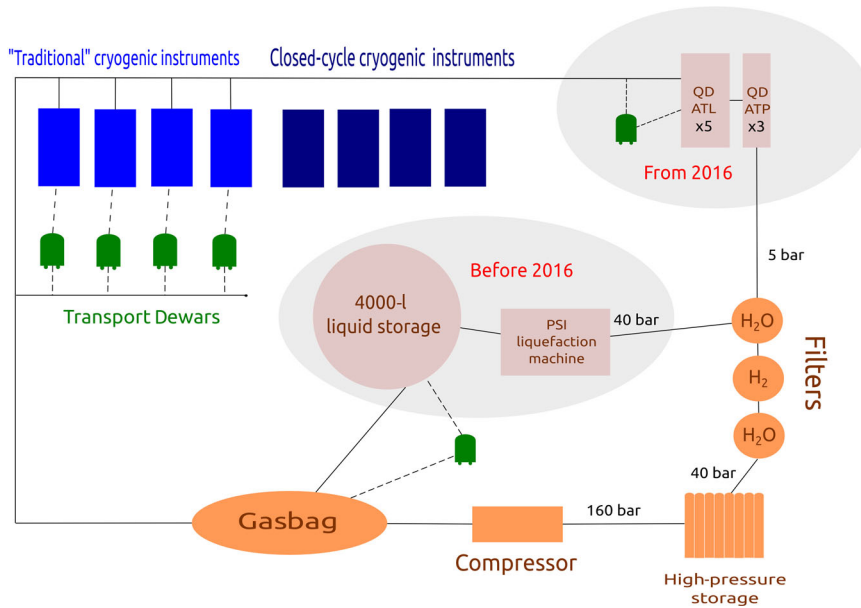 "Traditional" cryogenic instruments
Closed-cycle cryogenic instruments
QD
ATL
x5
QD
ATP
x3
From 2016
5 bar
Transport Dewars
Before 2016
4000-l
liquid storage
PSI
liquefaction
machine
40 bar
H₂O
H₂
H₂O
Filters
40 bar
Gasbag
160 bar
Compressor
High-pressure
storage